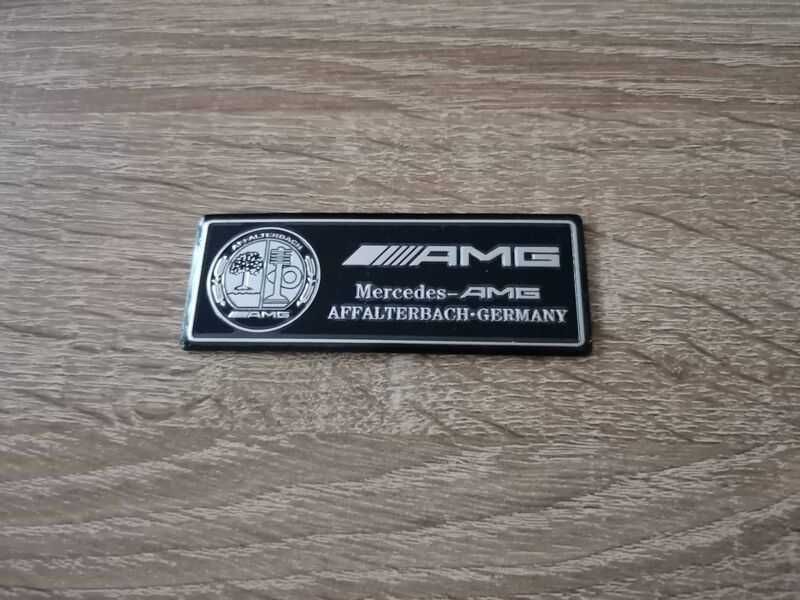 AFFALTERBACH
AMG
AMG
Mercedes-AMG
AFFALTERBACH·GERMANY